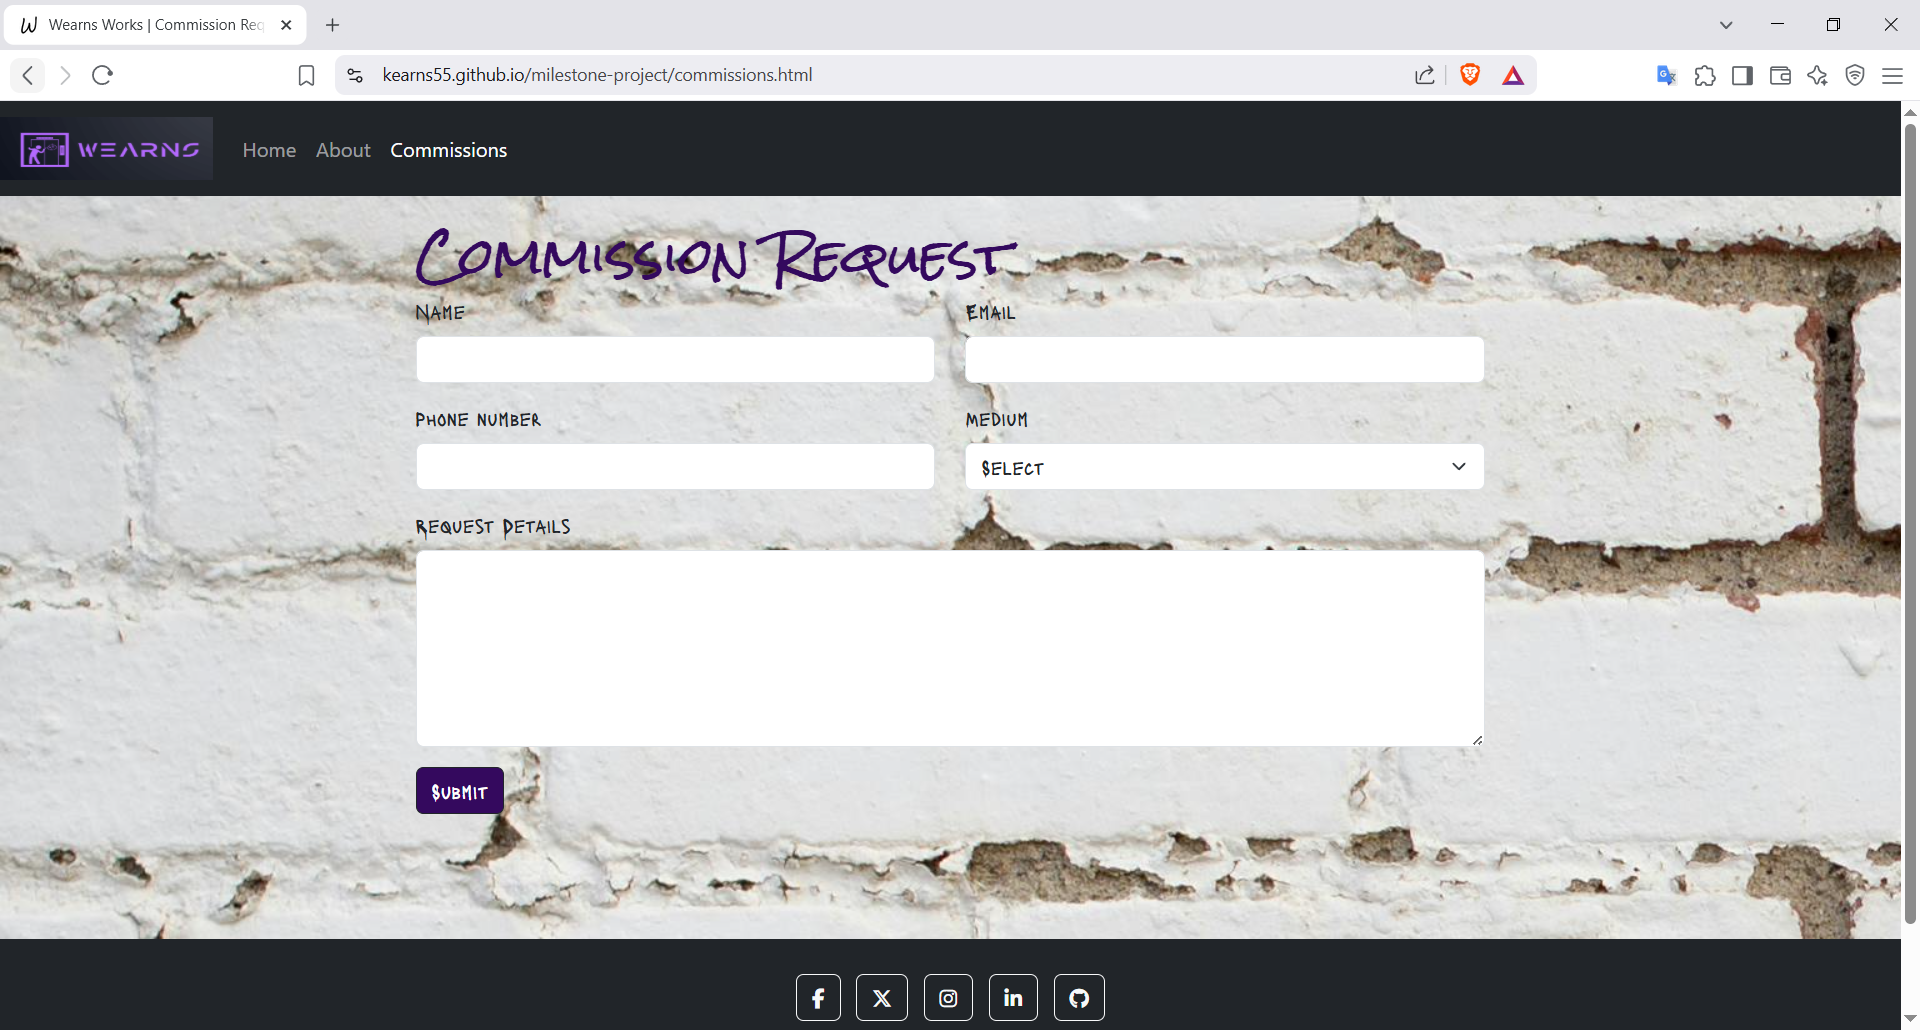 Wearns Works | Commission Req
kearns55.github.io/milestone-project/commissions.html
WEARNS
Home About Commissions
Commission Request
Name Email
Phone number Medium
Select
Request Details
Submit